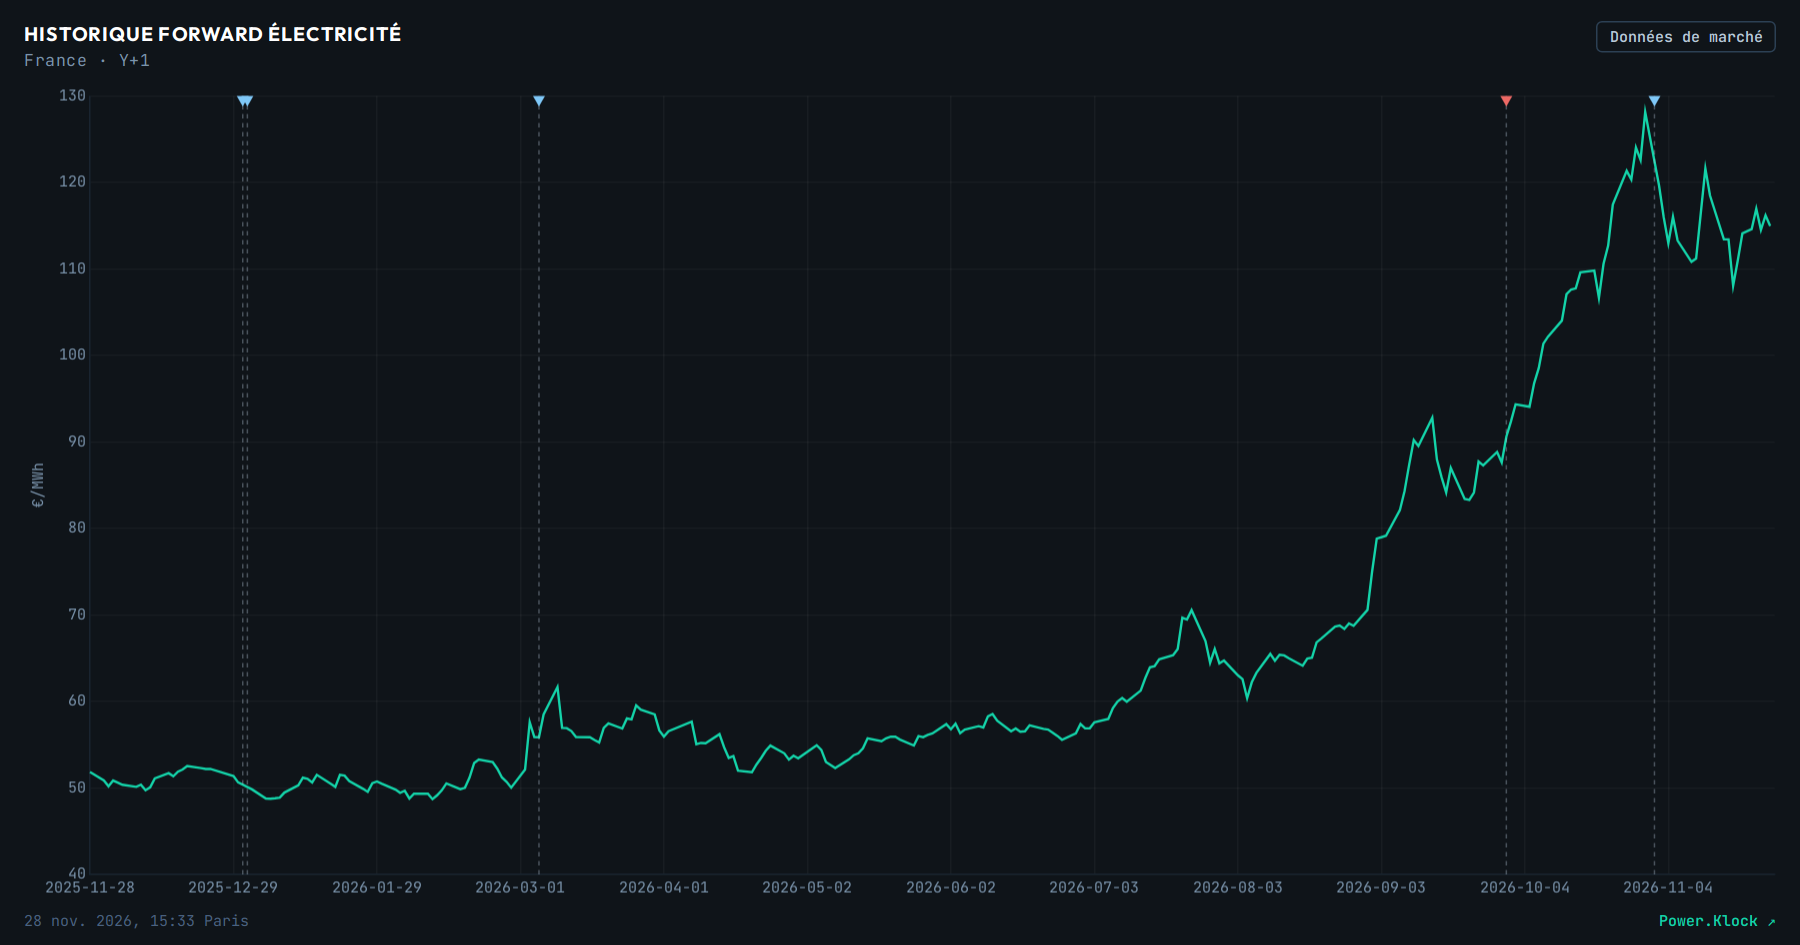 HISTORIQUE FORWARD ÉLECTRICITÉ
France · Y+1
Données de marché
130
120
110
100
90
80
70
60
50
40
€/MWh
2025-11-28 2025-12-29 2026-01-29 2026-03-01 2026-04-01 2026-05-02 2026-06-02 2026-07-03 2026-08-03 2026-09-03 2026-10-04 2026-11-04
28 nov. 2026, 15:33 Paris
Power.Klock ↗